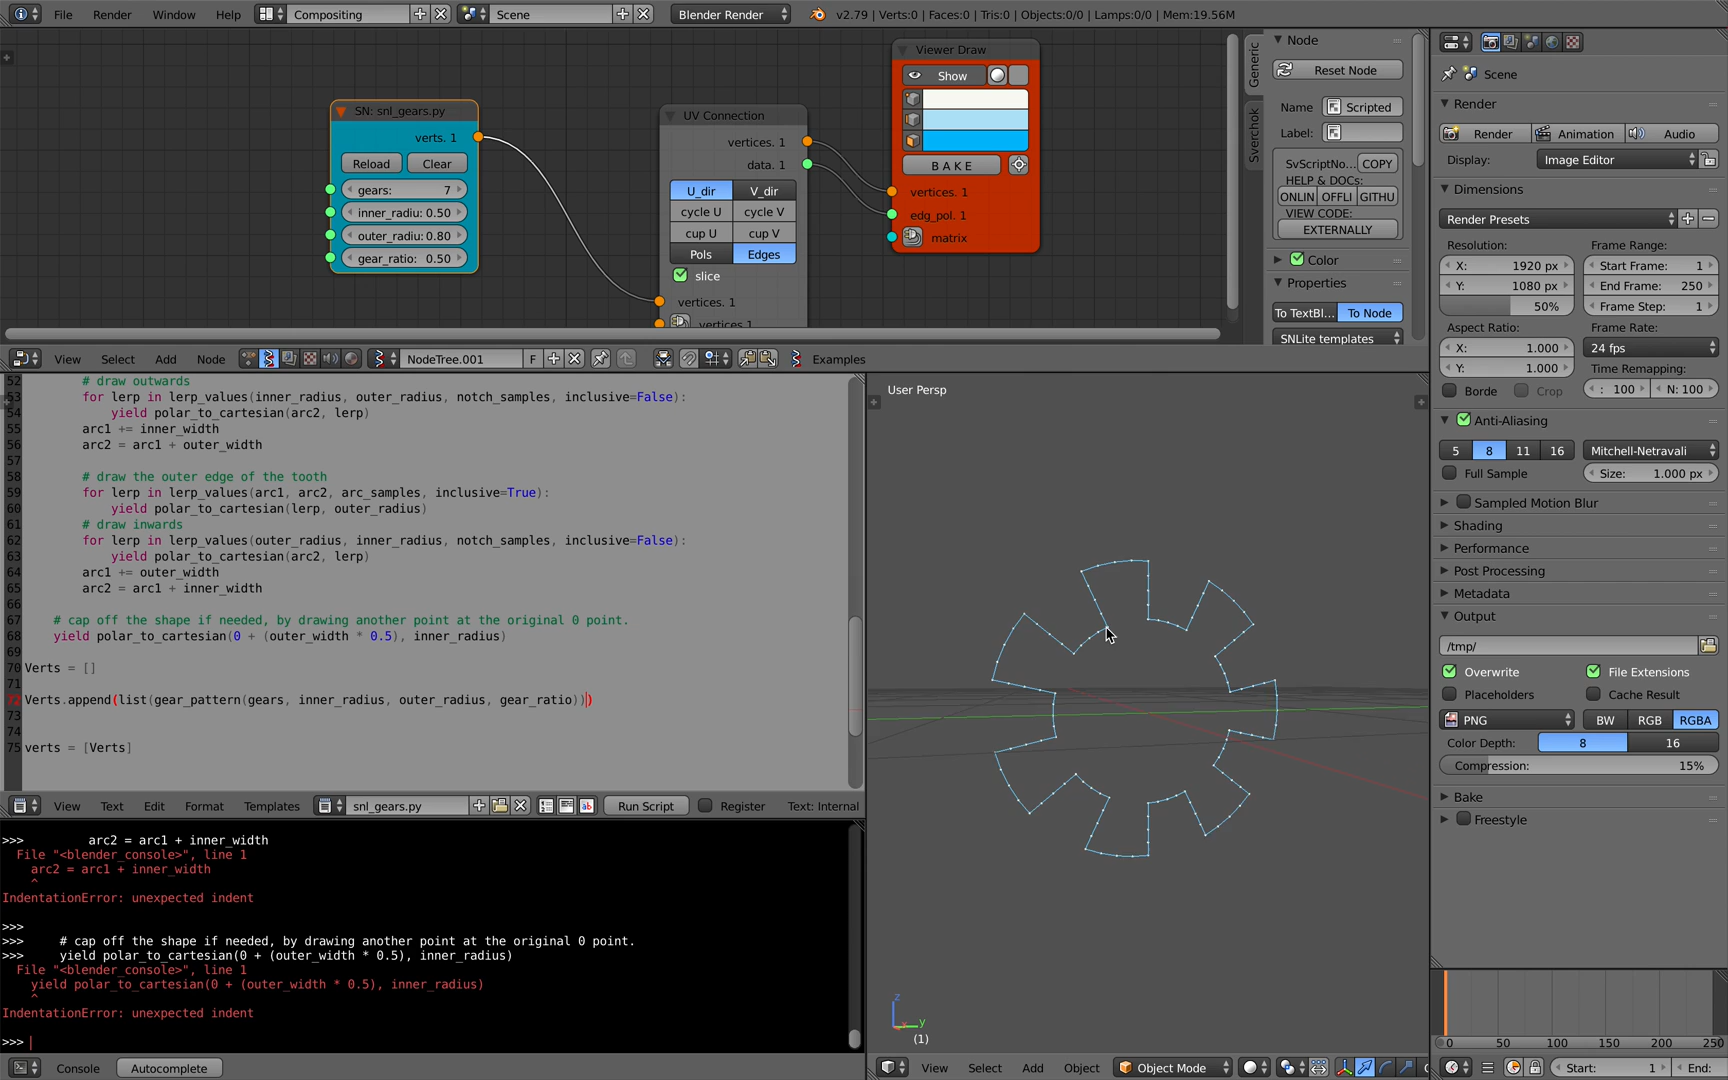 File Render Window Help Compositing Scene Blender Render v2.79 | Verts:0 | Faces:0 | Tris:0 | Objects:0/0 | Lamps:0/0 | Mem:19.56M
SN: snl_gears.py
verts. 1
Reload Clear
gears: 7
inner_radiu: 0.50
outer_radiu: 0.80
gear_ratio: 0.50
UV Connection
vertices. 1
data. 1
U_dir V_dir
cycle U cycle V
cup U cup V
Pols Edges
slice
vertices. 1
vertices 1
Viewer Draw
Show
B A K E
vertices. 1
edg_pol. 1
matrix
Generic
Sverchok
Node
Reset Node
Name Scripted
Label:
SvScriptNo... COPY
HELP & DOCs:
ONLIN OFFLI GITHU
VIEW CODE:
EXTERNALLY
Color
Properties
To TextBl... To Node
SNLite templates
View Select Add Node NodeTree.001 F Examples
52 # draw outwards
53 for lerp in lerp_values(inner_radius, outer_radius, notch_samples, inclusive=False):
54 yield polar_to_cartesian(arc2, lerp)
55 arc1 += inner_width
56 arc2 = arc1 + outer_width
57
58 # draw the outer edge of the tooth
59 for lerp in lerp_values(arc1, arc2, arc_samples, inclusive=True):
60 yield polar_to_cartesian(lerp, outer_radius)
61 # draw inwards
62 for lerp in lerp_values(outer_radius, inner_radius, notch_samples, inclusive=False):
63 yield polar_to_cartesian(arc2, lerp)
64 arc1 += outer_width
65 arc2 = arc1 + inner_width
66
67 # cap off the shape if needed, by drawing another point at the original 0 point.
68 yield polar_to_cartesian(0 + (outer_width * 0.5), inner_radius)
69
70 Verts = []
71
72 Verts.append(list(gear_pattern(gears, inner_radius, outer_radius, gear_ratio)))
73
74
75 verts = [Verts]
View Text Edit Format Templates snl_gears.py Run Script Register Text: Internal
>>> arc2 = arc1 + inner_width
File "<blender_console>", line 1
arc2 = arc1 + inner_width
^
IndentationError: unexpected indent
>>>
>>> # cap off the shape if needed, by drawing another point at the original 0 point.
>>> yield polar_to_cartesian(0 + (outer_width * 0.5), inner_radius)
File "<blender_console>", line 1
yield polar_to_cartesian(0 + (outer_width * 0.5), inner_radius)
^
IndentationError: unexpected indent
>>>
Console Autocomplete
User Persp
z
y
(1)
View Select Add Object Object Mode
Scene
Render
Render Animation Audio
Display: Image Editor
Dimensions
Render Presets
Resolution: Frame Range:
X: 1920 px Start Frame: 1
Y: 1080 px End Frame: 250
50% Frame Step: 1
Aspect Ratio: Frame Rate:
X: 1.000 24 fps
Y: 1.000 Time Remapping:
Borde Crop : 100 N: 100
Anti-Aliasing
5 8 11 16 Mitchell-Netravali
Full Sample Size: 1.000 px
Sampled Motion Blur
Shading
Performance
Post Processing
Metadata
Output
/tmp/
Overwrite File Extensions
Placeholders Cache Result
PNG BW RGB RGBA
Color Depth: 8 16
Compression: 15%
Bake
Freestyle
0 50 100 150 200 250
Start: 1 End: